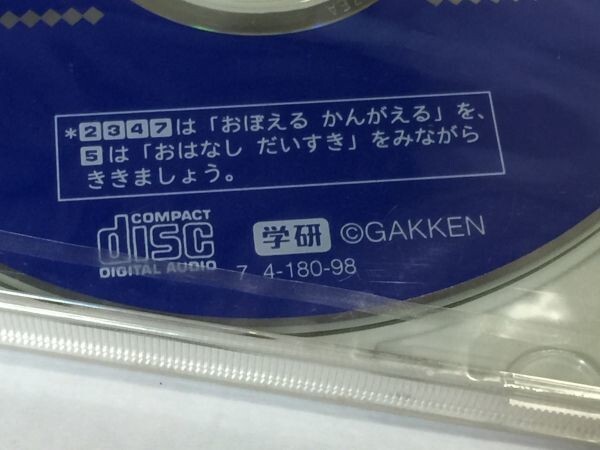 *2347は「おぼえる かんがえる」を、
5は「おはなし だいすき」をみながら
ききましょう。
COMPACT
disc
DIGITAL AUDIO
学研 ©GAKKEN
7 4-180-98